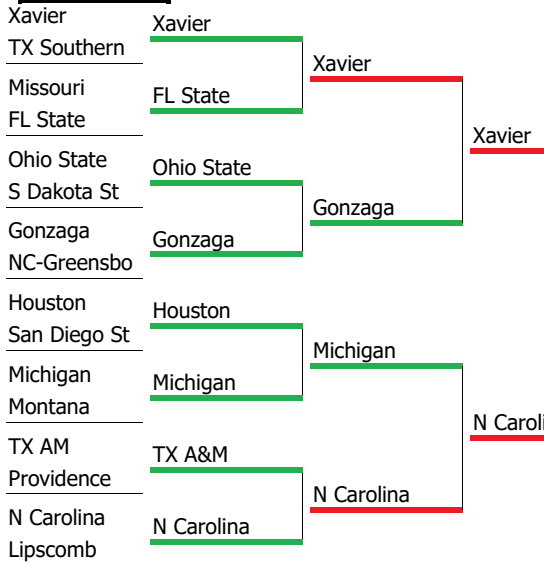 Xavier
TX Southern
Missouri
FL State
Ohio State
S Dakota St
Gonzaga
NC-Greensbo
Houston
San Diego St
Michigan
Montana
TX AM
Providence
N Carolina
Lipscomb
Xavier
FL State
Ohio State
Gonzaga
Houston
Michigan
TX A&M
N Carolina
Xavier
Gonzaga
Michigan
N Carolina
Xavier
N Caroli